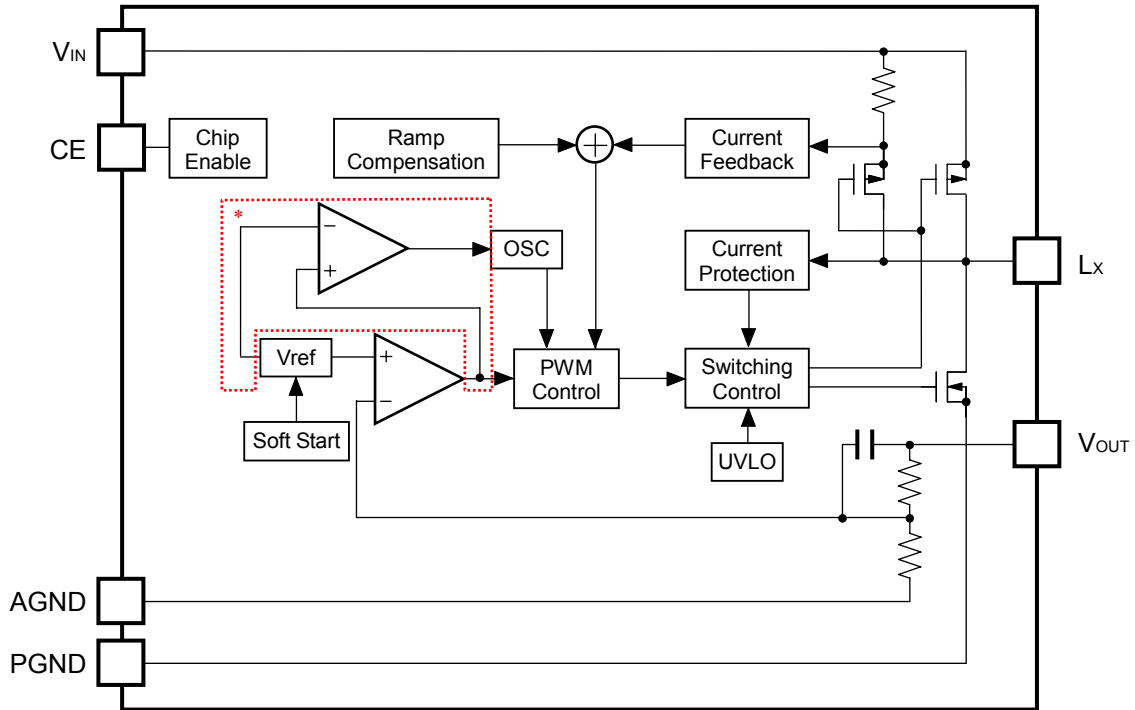 VIN
CE
Chip
Enable
Ramp
Compensation
+
Current
Feedback
*
−
+
OSC
Current
Protection
LX
Vref
+
−
PWM
Control
Switching
Control
Soft Start
UVLO
VOUT
AGND
PGND